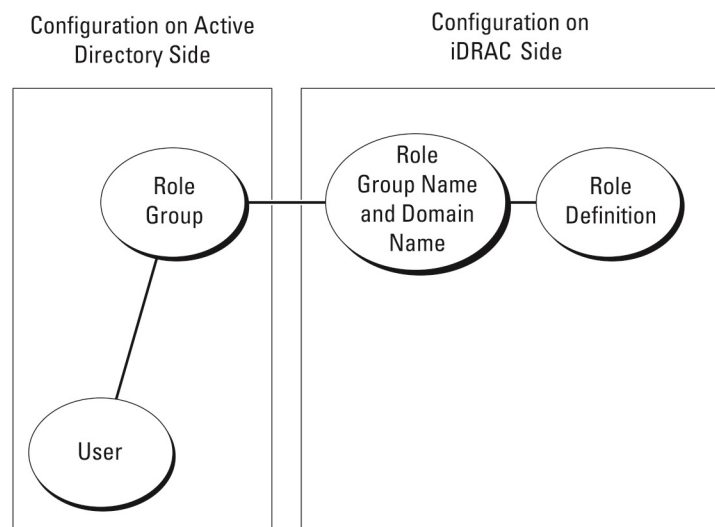 Configuration on Active
Directory Side
Configuration on
iDRAC Side
Role
Group
Role
Group Name
and Domain
Name
Role
Definition
User